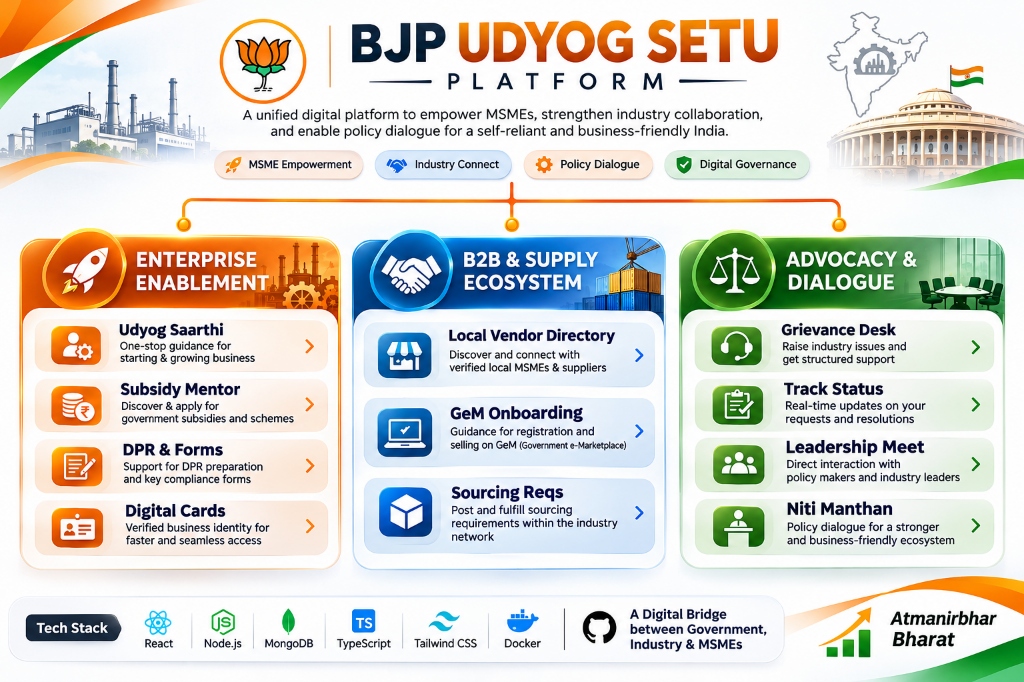 BJP UDYOG SETU
PLATFORM
A unified digital platform to empower MSMEs, strengthen industry collaboration,
and enable policy dialogue for a self-reliant and business-friendly India.
MSME Empowerment
Industry Connect
Policy Dialogue
Digital Governance
ENTERPRISE
ENABLEMENT
Udyog Saarthi
One-stop guidance for
starting & growing business
Subsidy Mentor
Discover & apply for
government subsidies and schemes
DPR & Forms
Support for DPR preparation
and key compliance forms
Digital Cards
Verified business identity for
faster and seamless access
B2B & SUPPLY
ECOSYSTEM
Local Vendor Directory
Discover and connect with
verified local MSMEs & suppliers
GeM Onboarding
Guidance for registration and
selling on GeM (Government e-Marketplace)
Sourcing Reqs
Post and fulfill sourcing
requirements within the industry
network
ADVOCACY &
DIALOGUE
Grievance Desk
Raise industry issues and
get structured support
Track Status
Real-time updates on your
requests and resolutions
Leadership Meet
Direct interaction with
policy makers and industry leaders
Niti Manthan
Policy dialogue for a stronger
and business-friendly ecosystem
Tech Stack
React
JS
Node.js
MongoDB
TS
TypeScript
Tailwind CSS
Docker
A Digital Bridge
between Government,
Industry & MSMEs
Atmanirbhar
Bharat